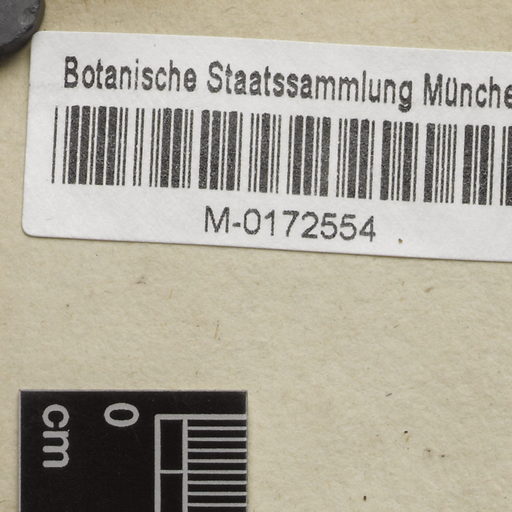 Botanische Staatssammlung Münche
M-0172554
0
cm